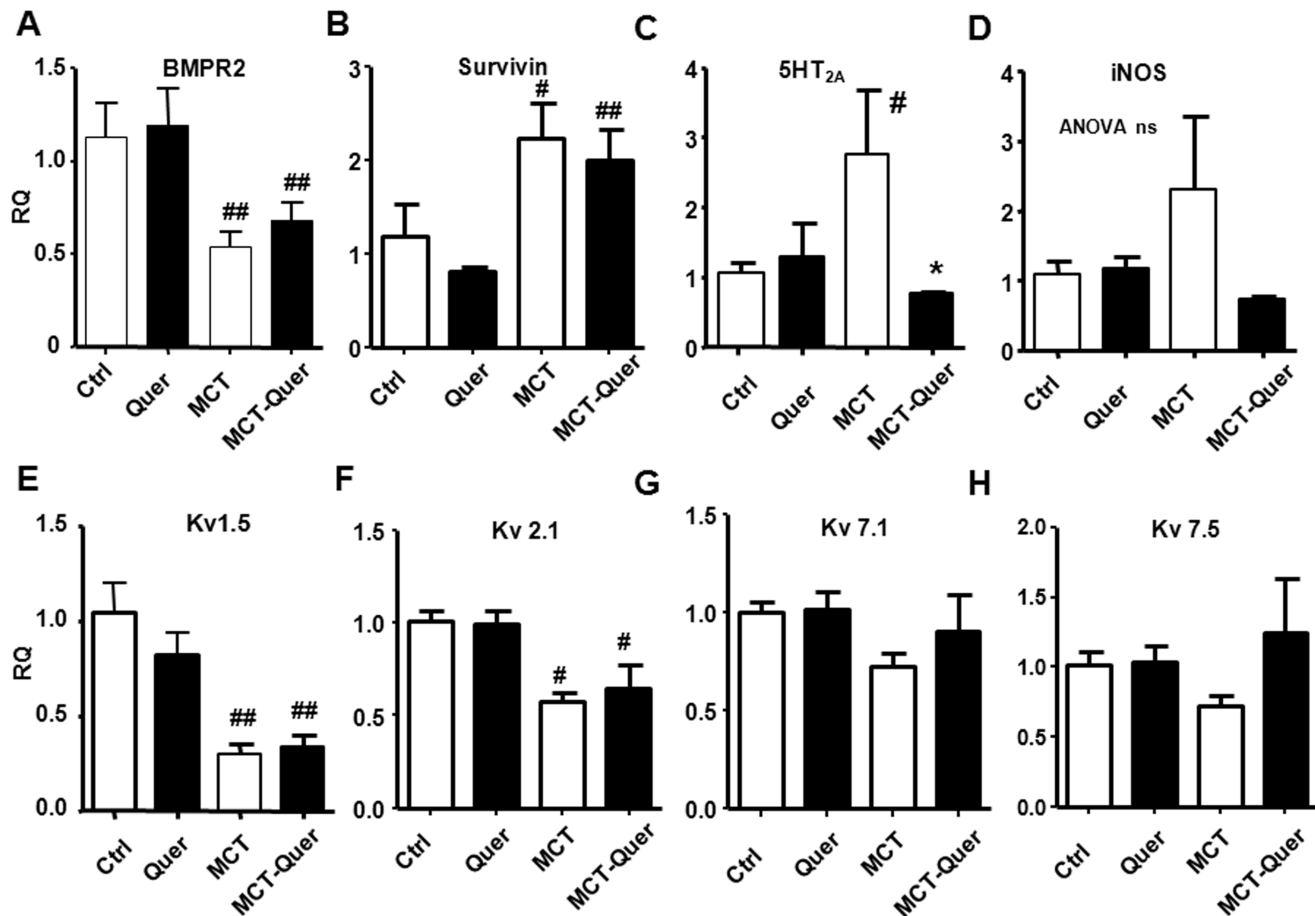 A
BMPR2
1.5
1.0
0.5
0
RQ
##
##
Ctrl
Quer
MCT
MCT-Quer
B
Survivin
3
2
1
0
#
##
Ctrl
Quer
MCT
MCT-Quer
C
5HT2A
4
3
2
1
0
#
*
Ctrl
Quer
MCT
MCT-Quer
D
iNOS
ANOVA ns
4
3
2
1
0
Ctrl
Quer
MCT
MCT-Quer
E
Kv1.5
1.5
1.0
0.5
0.0
RQ
##
##
Ctrl
Quer
MCT
MCT-Quer
F
Kv 2.1
1.5
1.0
0.5
0.0
#
#
Ctrl
Quer
MCT
MCT-Quer
G
Kv 7.1
1.5
1.0
0.5
0.0
Ctrl
Quer
MCT
MCT-Quer
H
Kv 7.5
2.0
1.5
1.0
0.5
0.0
Ctrl
Quer
MCT
MCT-Quer